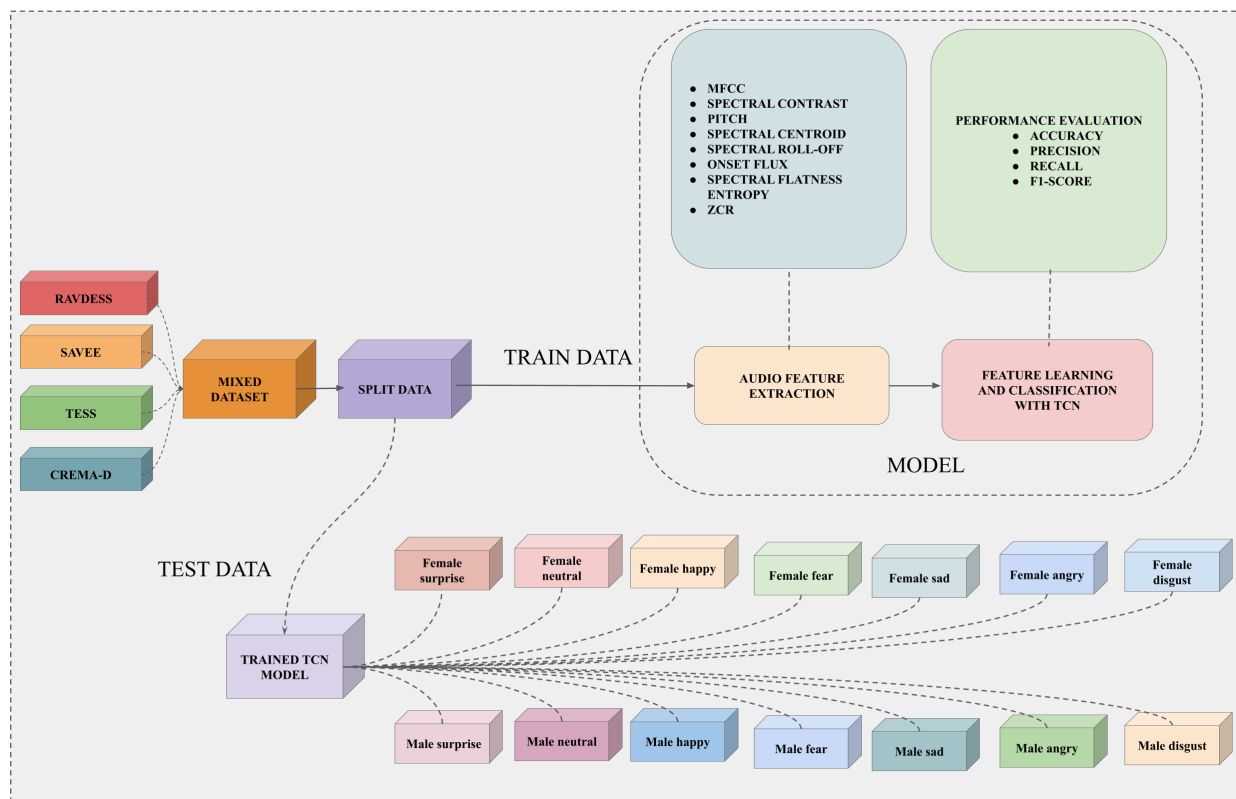 ● MFCC
● SPECTRAL CONTRAST
● PITCH
● SPECTRAL CENTROID
● SPECTRAL ROLL-OFF
● ONSET FLUX
● SPECTRAL FLATNESS
ENTROPY
● ZCR
PERFORMANCE EVALUATION
● ACCURACY
● PRECISION
● RECALL
● F1-SCORE
RAVDESS
SAVEE
TESS
CREMA-D
MIXED
DATASET
SPLIT DATA
TRAIN DATA
AUDIO FEATURE
EXTRACTION
FEATURE LEARNING
AND CLASSIFICATION
WITH TCN
MODEL
TEST DATA
TRAINED TCN
MODEL
Female
surprise
Female
neutral
Female happy
Female fear
Female sad
Female angry
Female
disgust
Male surprise
Male neutral
Male happy
Male fear
Male sad
Male angry
Male disgust